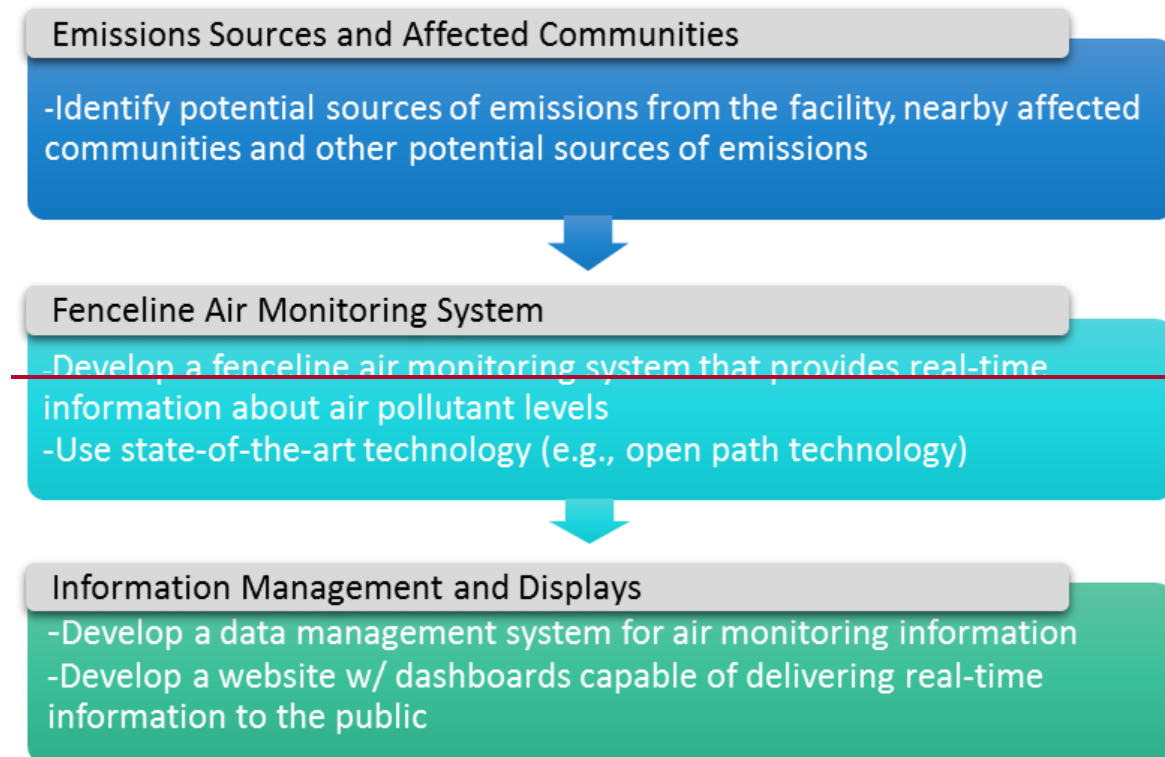 Emissions Sources and Affected Communities
-Identify potential sources of emissions from the facility, nearby affected
communities and other potential sources of emissions
Fenceline Air Monitoring System
-Develop a fenceline air monitoring system that provides real-time
information about air pollutant levels
-Use state-of-the-art technology (e.g., open path technology)
Information Management and Displays
-Develop a data management system for air monitoring information
-Develop a website w/ dashboards capable of delivering real-time
information to the public